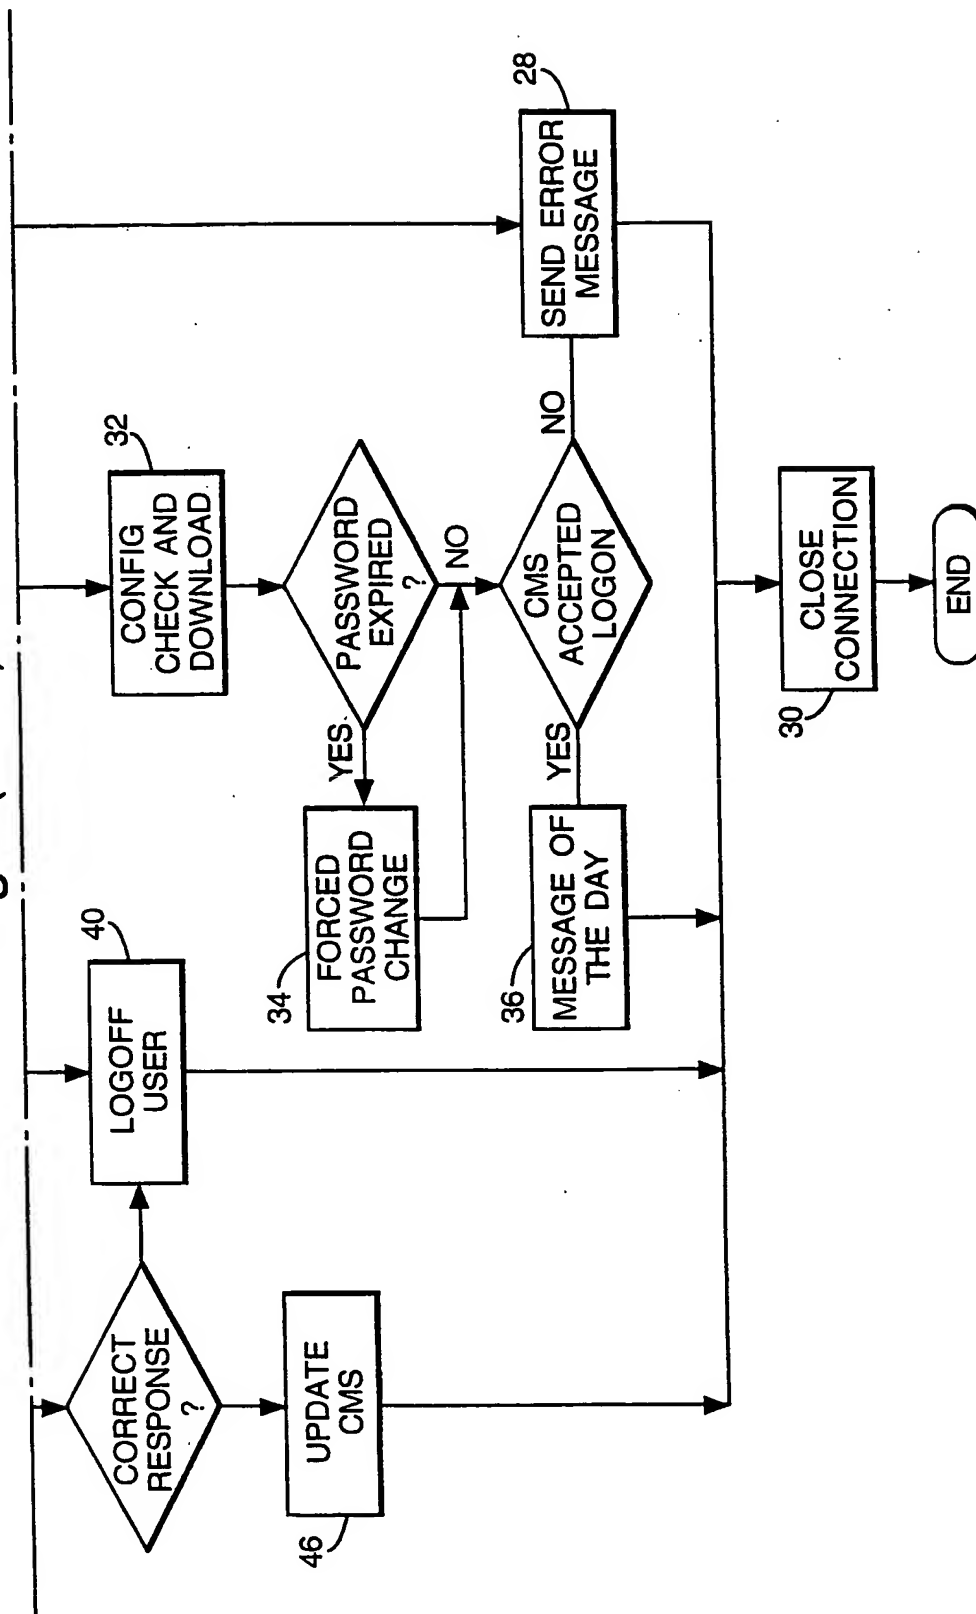 CORRECT
RESPONSE
?
LOGOFF
USER
40
UPDATE
CMS
46
CONFIG
CHECK AND
DOWNLOAD
32
PASSWORD
EXPIRED
?
YES
NO
FORCED
PASSWORD
CHANGE
34
CMS
ACCEPTED
LOGON
YES
NO
MESSAGE OF
THE DAY
36
SEND ERROR
MESSAGE
28
CLOSE
CONNECTION
30
END